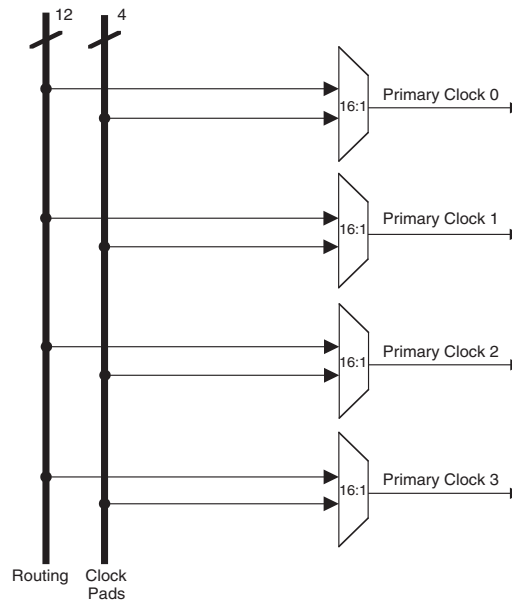 12
4
16:1
Primary Clock 0
16:1
Primary Clock 1
16:1
Primary Clock 2
16:1
Primary Clock 3
Routing
Clock
Pads